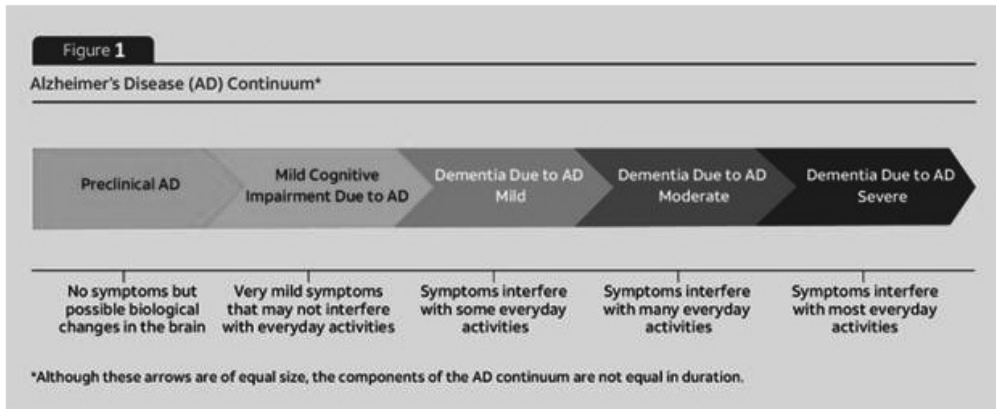 Figure 1
Alzheimer's Disease (AD) Continuum*
Preclinical AD
Mild Cognitive
Impairment Due to AD
Dementia Due to AD
Mild
Dementia Due to AD
Moderate
Dementia Due to AD
Severe
No symptoms but
possible biological
changes in the brain
Very mild symptoms
that may not interfere
with everyday activities
Symptoms interfere
with some everyday
activities
Symptoms interfere
with many everyday
activities
Symptoms interfere
with most everyday
activities
*Although these arrows are of equal size, the components of the AD continuum are not equal in duration.